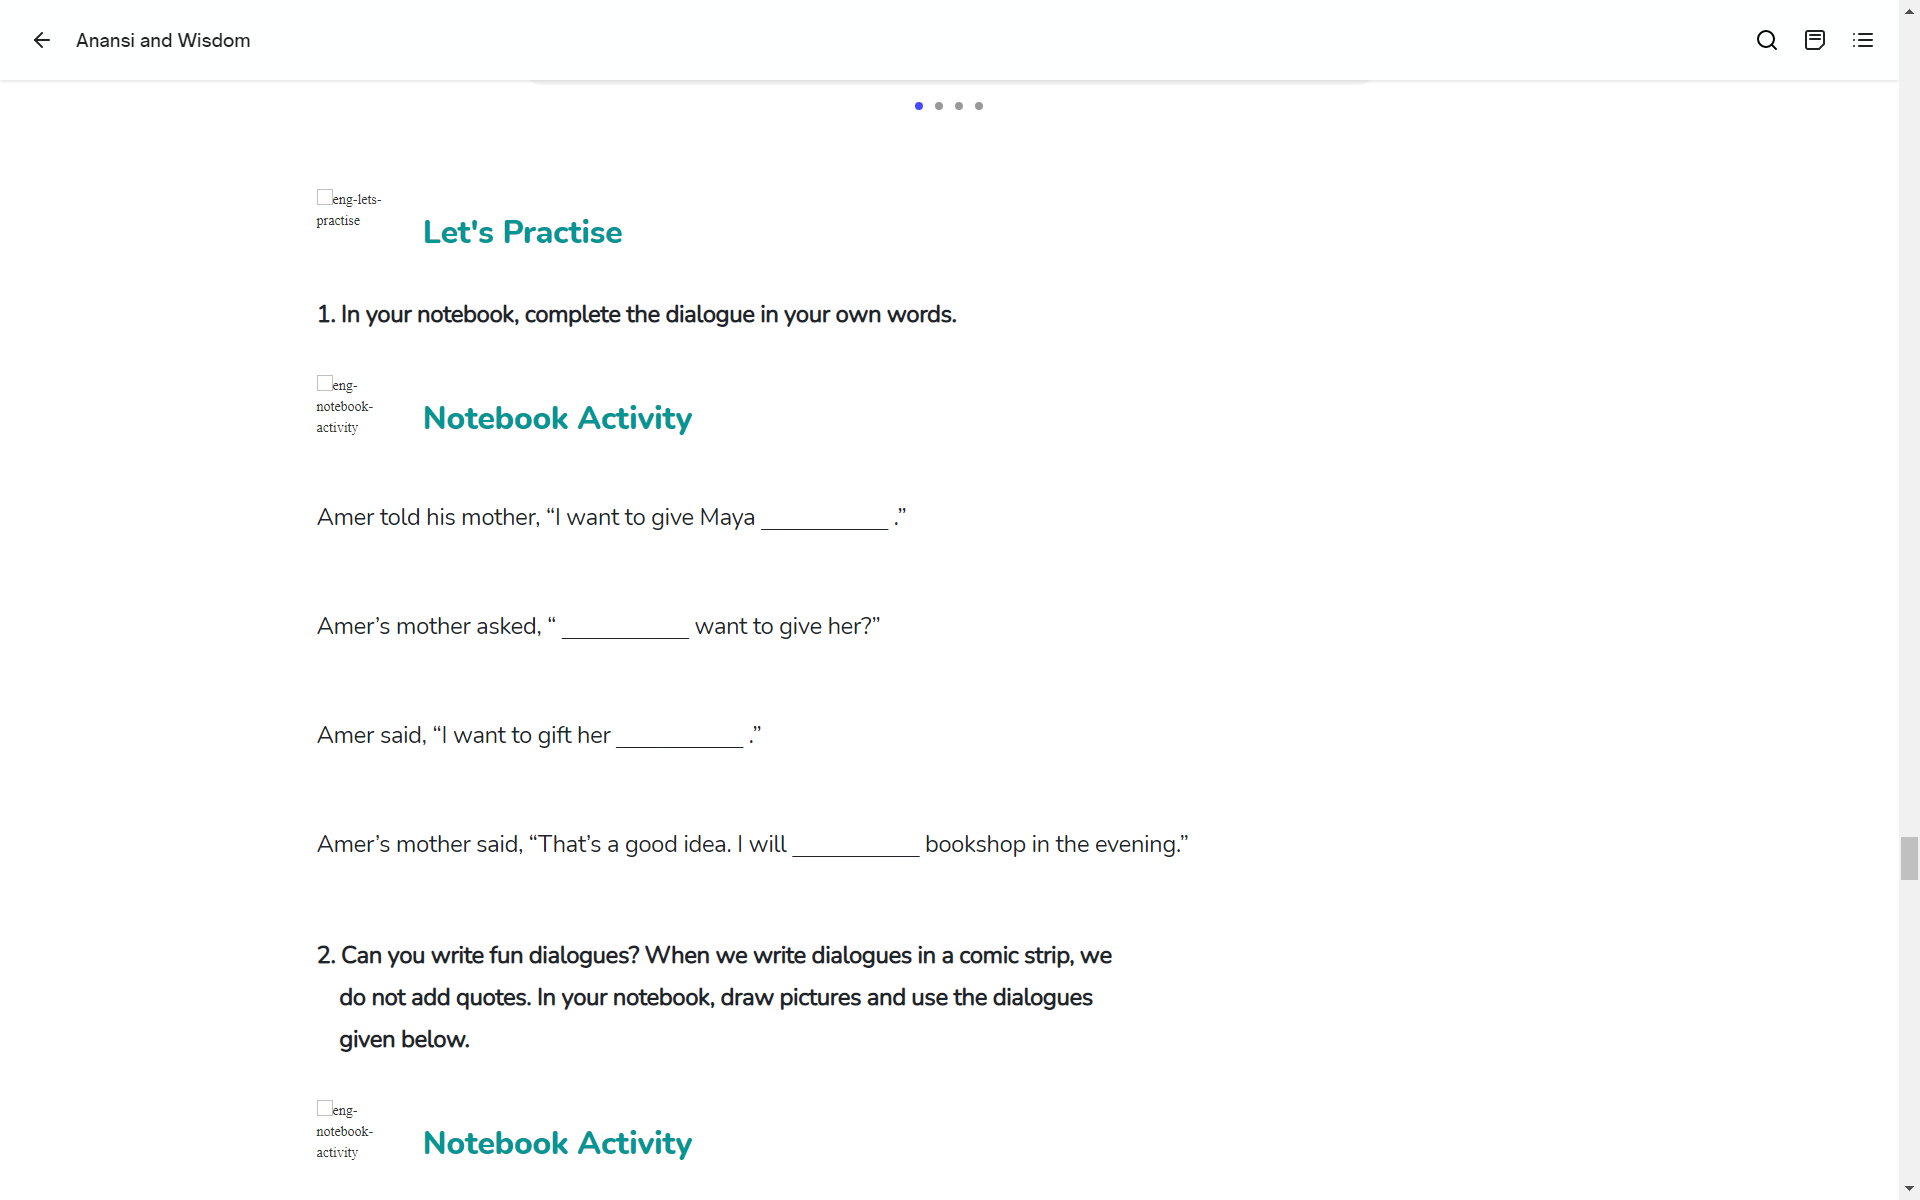 Anansi and Wisdom
eng-lets-
practise
Let's Practise
1. In your notebook, complete the dialogue in your own words.
eng-
notebook-
activity
Notebook Activity
Amer told his mother, “I want to give Maya __________ .”
Amer’s mother asked, “ __________ want to give her?”
Amer said, “I want to gift her __________ .”
Amer’s mother said, “That’s a good idea. I will __________ bookshop in the evening.”
2. Can you write fun dialogues? When we write dialogues in a comic strip, we
do not add quotes. In your notebook, draw pictures and use the dialogues
given below.
eng-
notebook-
activity
Notebook Activity